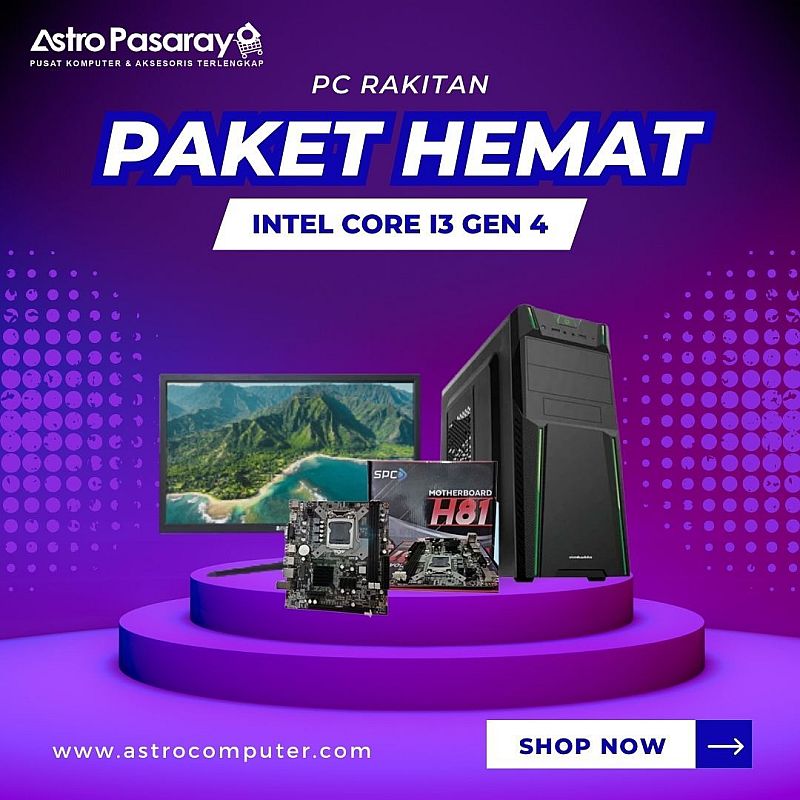 Astro Pasaray
PUSAT KOMPUTER & AKSESORIS TERLENGKAP
PC RAKITAN
PAKET HEMAT
INTEL CORE I3 GEN 4
SPC
MOTHERBOARD
H81
www.astrocomputer.com
SHOP NOW